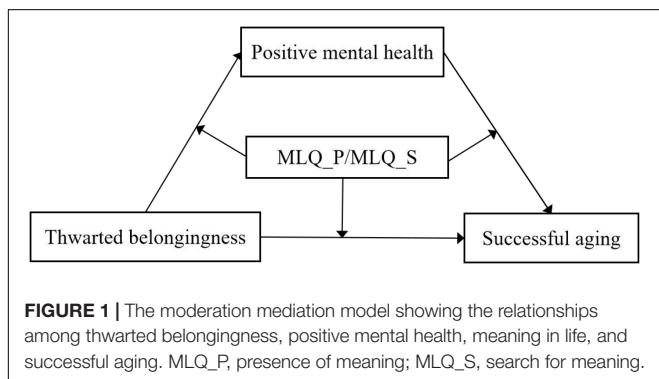 Positive mental health
MLQ_P/MLQ_S
Thwarted belongingness
Successful aging
FIGURE 1 | The moderation mediation model showing the relationships
among thwarted belongingness, positive mental health, meaning in life, and
successful aging. MLQ_P, presence of meaning; MLQ_S, search for meaning.